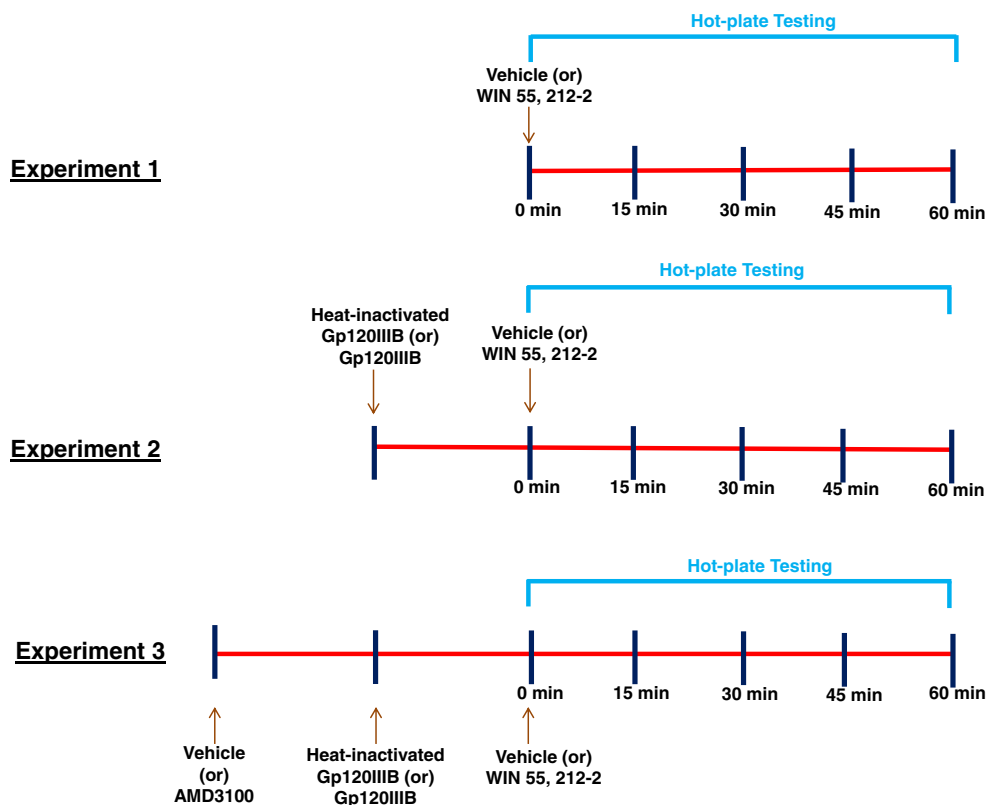 Hot-plate Testing
Vehicle (or)
WIN 55, 212-2
Experiment 1
0 min
15 min
30 min
45 min
60 min
Hot-plate Testing
Heat-inactivated
Gp120IIIB (or)
Gp120IIIB
Vehicle (or)
WIN 55, 212-2
Experiment 2
0 min
15 min
30 min
45 min
60 min
Hot-plate Testing
Experiment 3
0 min
15 min
30 min
45 min
60 min
Vehicle
(or)
AMD3100
Heat-inactivated
Gp120IIIB (or)
Gp120IIIB
Vehicle (or)
WIN 55, 212-2